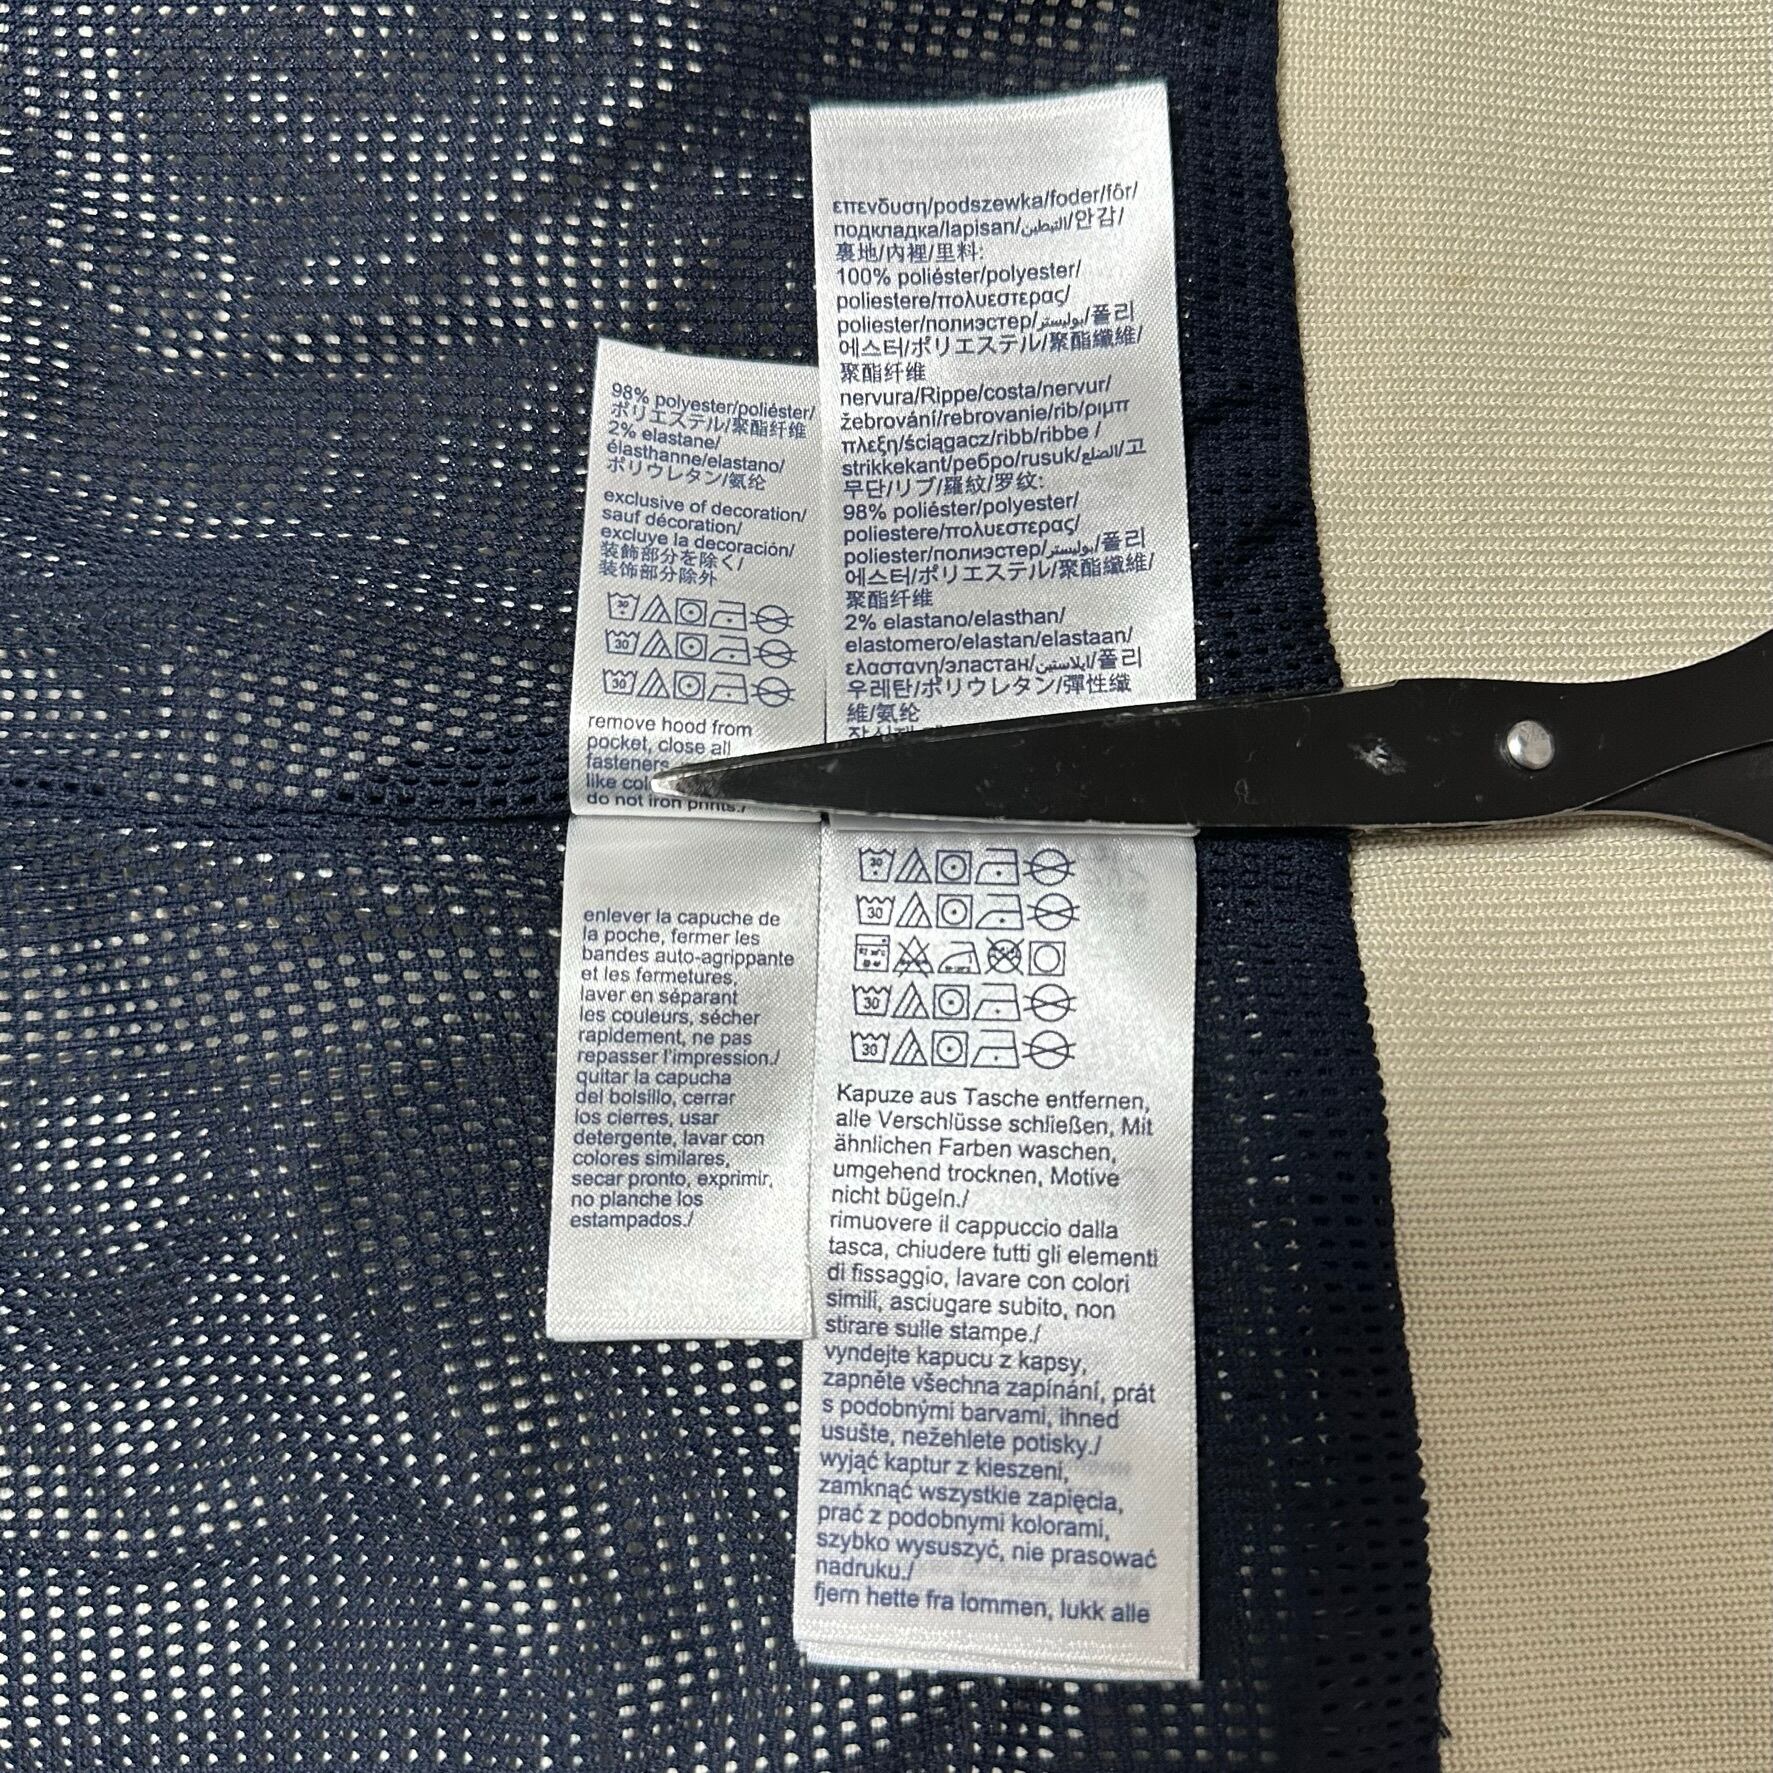 98% polyester/poliéster/
ポリエステル/聚酯纤维
2% elastane/
élasthanne/elastano/
ポリウレタン/氨纶
exclusive of decoration/
sauf décoration/
excluye la decoración/
装飾部分を除く/
装饰部分除外
30
30
30
remove hood from
pocket, close all
fasteners
like
do not iron prints./
enlever la capuche de
la poche, fermer les
bandes auto-agrippante
et les fermetures,
laver en séparant
les couleurs, sécher
rapidement, ne pas
repasser l'impression./
quitar la capucha
del bolsillo, cerrar
los cierres, usar
detergente, lavar con
colores similares,
secar pronto, exprimir,
no planche los
estampados./
επενδυση/podszewka/foder/fôr/
подкладка/lapisan/التبطين/안감/
裏地/內裡/里料:
100% poliéster/polyester/
poliestere/πολυεστερας/
poliester/полиэстер/بوليستر/폴리
에스터/ポリエステル/聚酯纖維/
聚酯纤维
nervura/Rippe/costa/nervur/
žebrování/rebrovanie/rib/ριμπ
πλεξη/ściągacz/ribb/ribbe /
strikkekant/ребро/rusuk/الضلع/고
무단/リブ/羅紋/罗纹:
98% poliéster/polyester/
poliestere/πολυεστερας/
poliester/полиэстер/بوليستر/폴리
에스터/ポリエステル/聚酯纖維/
聚酯纤维
2% elastano/elasthan/
elastomero/elastan/elastaan/
ελαστανη/эластан/ايلاستين/폴리
우레탄/ポリウレタン/彈性纖
維/氨纶
30
30
30
30
Kapuze aus Tasche entfernen,
alle Verschlüsse schließen, Mit
ähnlichen Farben waschen,
umgehend trocknen, Motive
nicht bügeln./
rimuovere il cappuccio dalla
tasca, chiudere tutti gli elementi
di fissaggio, lavare con colori
simili, asciugare subito, non
stirare sulle stampe./
vyndejte kapucu z kapsy,
zapněte všechna zapínání, prát
s podobnými barvami, ihned
usušte, nežehlete potisky./
wyjąć kaptur z kieszeni,
zamknąć wszystkie zapięcia,
prać z podobnymi kolorami,
szybko wysuszyć, nie prasować
nadruku./
fjern hette fra lommen, lukk alle